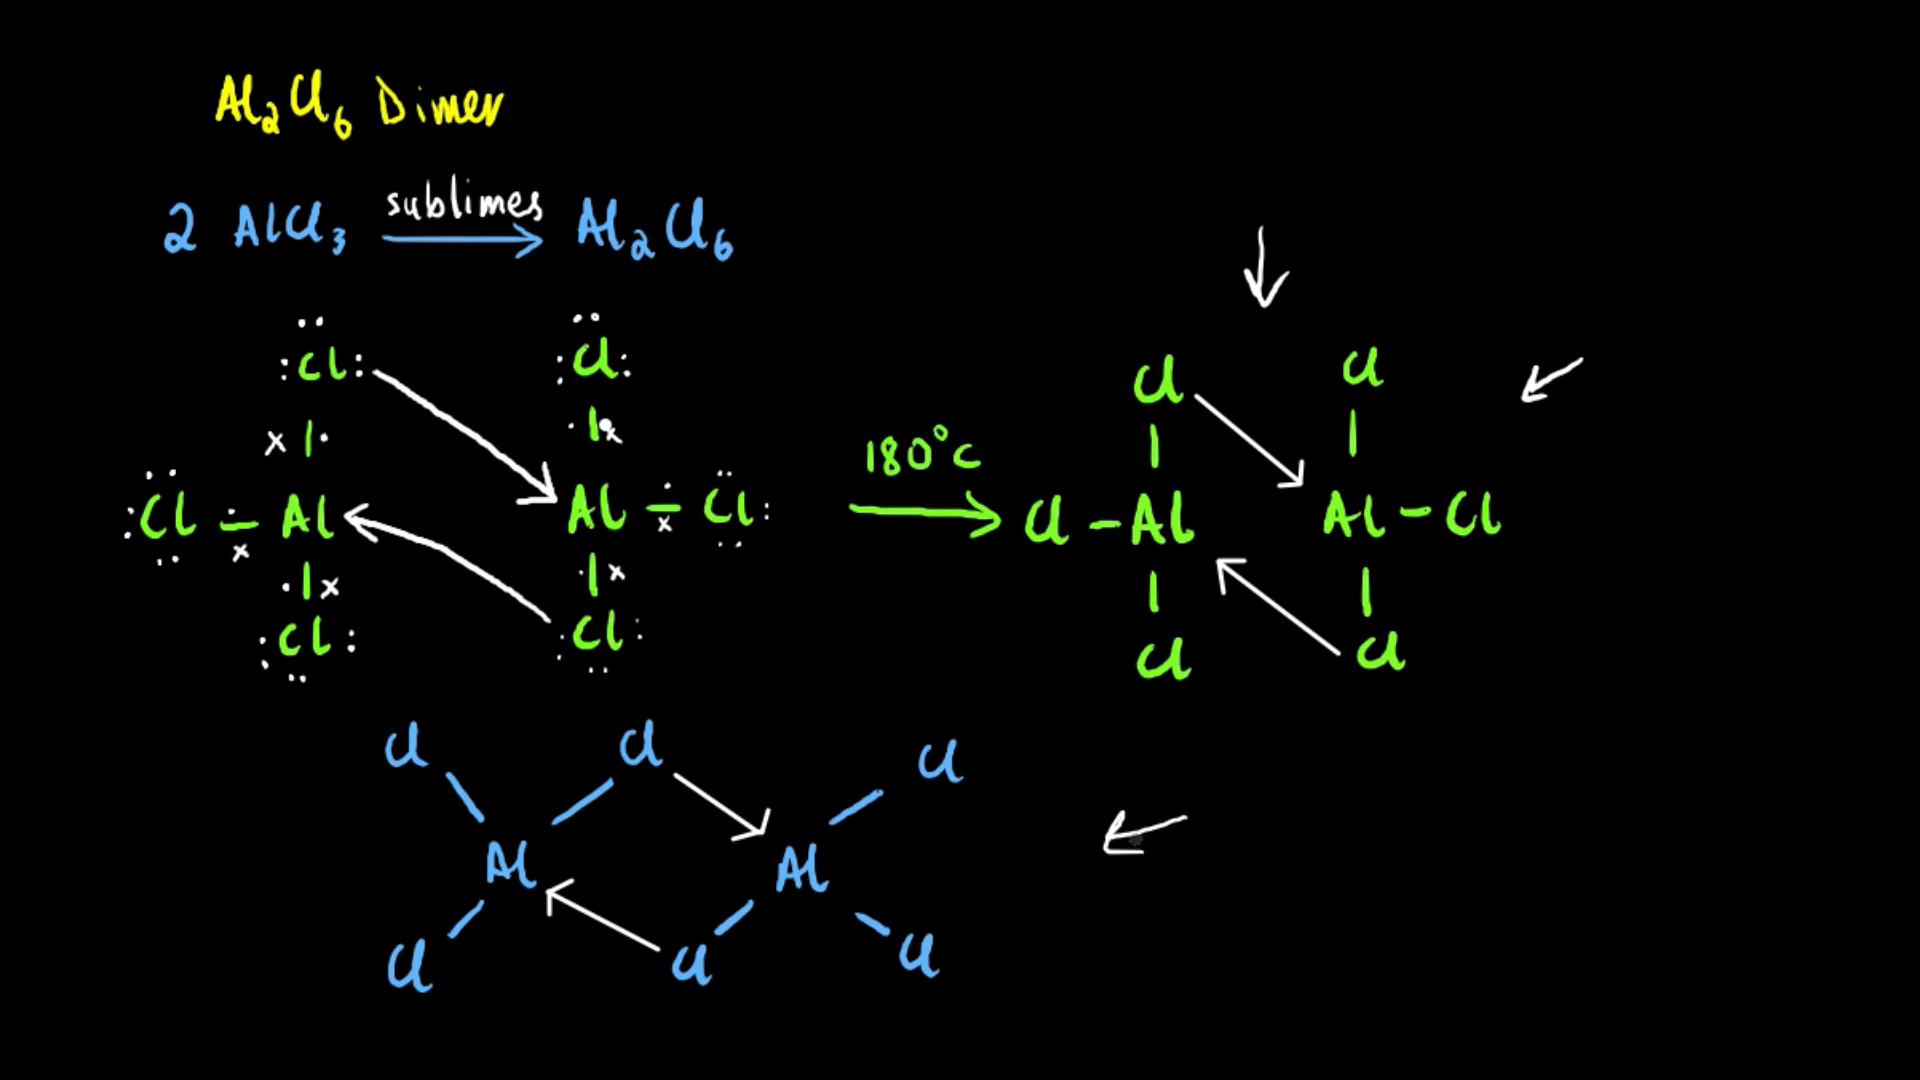 Al₂Cl₆ Dimer
sublimes
2 AlCl₃ → Al₂Cl₆
Cl Cl Cl Cl
x x
180°C
Cl – Al Al – Cl → Cl – Al Al – Cl
x x
x x
Cl Cl Cl Cl
Cl Cl Cl
Al Al
Cl Cl Cl